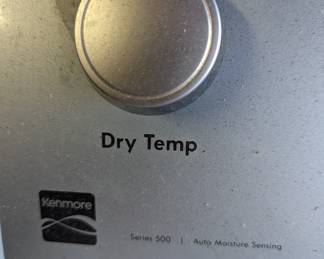 Dry Temp
Kenmore
Series 500 | Auto Moisture Sensing